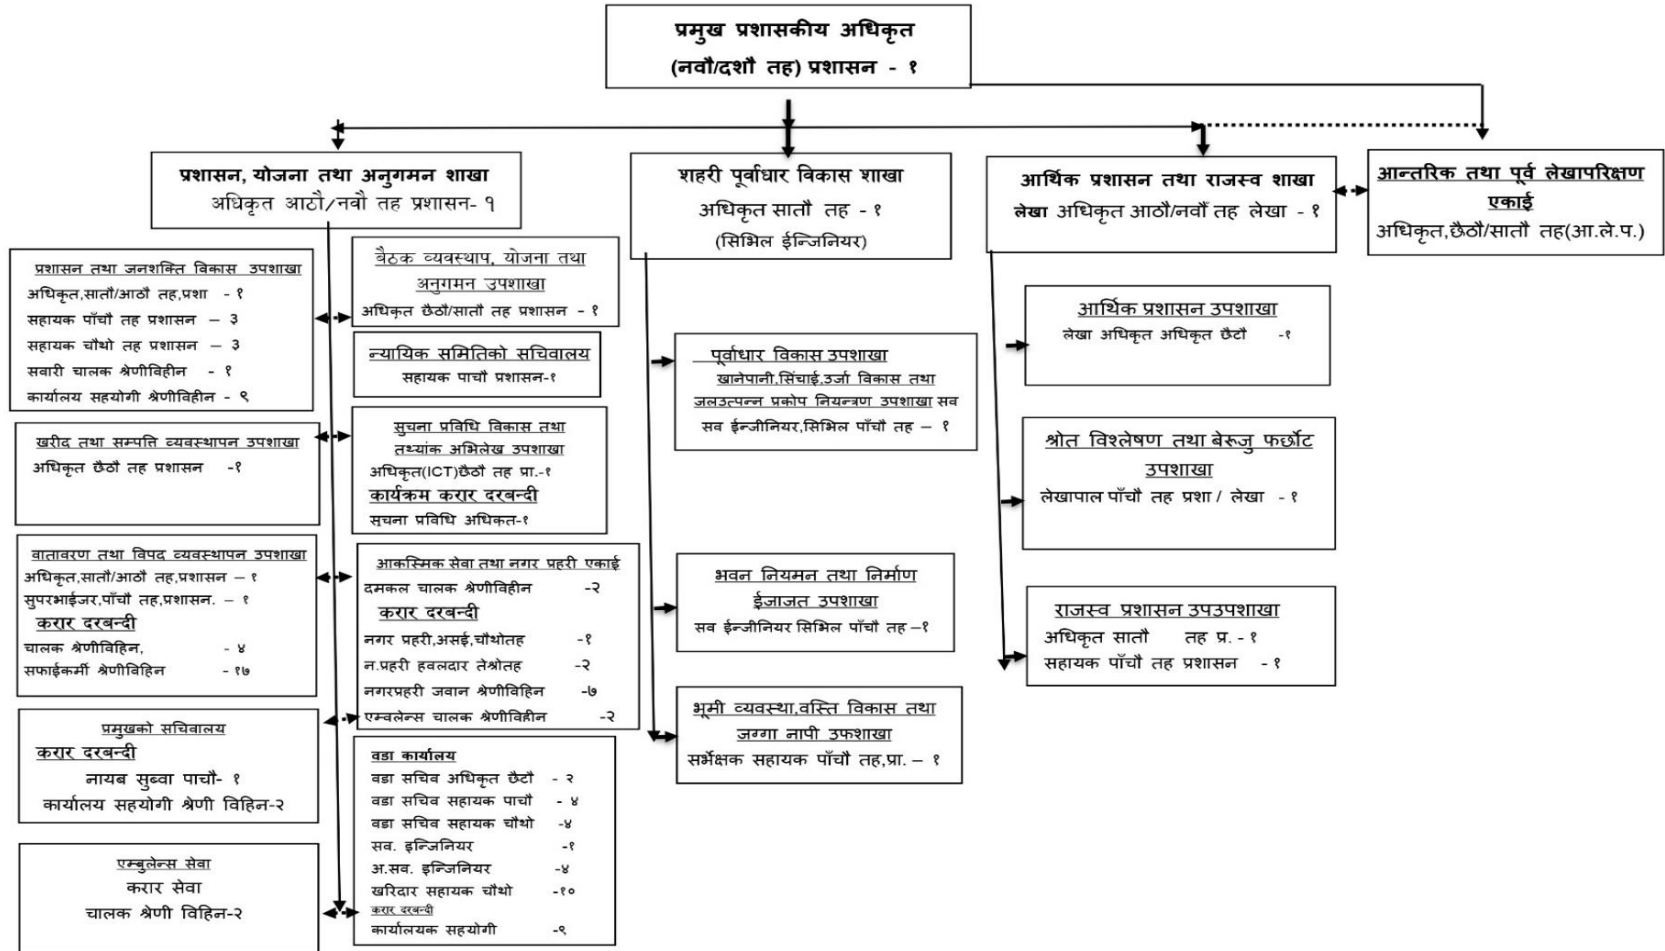 प्रमुख प्रशासकीय अधिकृत
(नवौ/दशौ तह) प्रशासन - १
प्रशासन, योजना तथा अनुगमन शाखा
अधिकृत आठौ/नवौ तह प्रशासन- १
प्रशासन तथा जनशक्ति विकास उपशाखा
अधिकृत,सातौ/आठौ तह,प्रशा - १
सहायक पाँचौ तह प्रशासन – ३
सहायक चौथो तह प्रशासन – ३
सवारी चालक श्रेणीविहीन - १
कार्यालय सहयोगी श्रेणीविहीन - ९
खरीद तथा सम्पत्ति व्यवस्थापन उपशाखा
अधिकृत छैठौ तह प्रशासन -१
वातावरण तथा विपद व्यवस्थापन उपशाखा
अधिकृत,सातौ/आठौ तह,प्रशासन – १
सुपरभाईजर,पाँचौ तह,प्रशासन. – १
करार दरबन्दी
चालक श्रेणीविहिन, - ४
सफाईकर्मी श्रेणीविहिन - १७
प्रमुखको सचिवालय
करार दरबन्दी
नायब सुब्वा पाचौ- १
कार्यालय सहयोगी श्रेणी विहिन-२
एम्बुलेन्स सेवा
करार सेवा
चालक श्रेणी विहिन-२
बैठक व्यवस्थाप, योजना तथा
अनुगमन उपशाखा
अधिकृत छैठौ/सातौ तह प्रशासन - १
न्यायिक समितिको सचिवालय
सहायक पाचौ प्रशासन-१
सुचना प्रविधि विकास तथा
तथ्यांक अभिलेख उपशाखा
अधिकृत(ICT)छैठौ तह प्रा.-१
कार्यक्रम करार दरबन्दी
सूचना प्रविधि अधिकृत-१
आकस्मिक सेवा तथा नगर प्रहरी एकाई
दमकल चालक श्रेणीविहीन -२
करार दरबन्दी
नगर प्रहरी,असई,चौथोतह -१
न.प्रहरी हवलदार तेश्रोतह -२
नगरप्रहरी जवान श्रेणीविहिन -७
एम्वलेन्स चालक श्रेणीविहीन -२
वडा कार्यालय
वडा सचिव अधिकृत छैटौ - २
वडा सचिव सहायक पाचौ - ४
वडा सचिव सहायक चौथो -४
सव. इन्जिनियर -१
अ.सव. इन्जिनियर -४
खरिदार सहायक चौथो -१०
करार दरबन्दी
कार्यालयक सहयोगी -९
शहरी पूर्वाधार विकास शाखा
अधिकृत सातौ तह - १
(सिभिल ईन्जिनियर)
पूर्वाधार विकास उपशाखा
खानेपानी,सिंचाई,उर्जा विकास तथा
जलउत्पन्न प्रकोप नियन्त्रण उपशाखा सव
सव ईन्जीनियर,सिभिल पाँचौ तह – १
भवन नियमन तथा निर्माण
ईजाजत उपशाखा
सव ईन्जीनियर सिभिल पाँचौ तह –१
भूमी व्यवस्था,वस्ति विकास तथा
जग्गा नापी उफशाखा
सर्भेक्षक सहायक पाँचौ तह,प्रा. – १
आर्थिक प्रशासन तथा राजस्व शाखा
लेखा अधिकृत आठौ/नवौँ तह लेखा - १
आर्थिक प्रशासन उपशाखा
लेखा अधिकृत अधिकृत छैटौ -१
श्रोत विश्लेषण तथा बेरूजु फर्छोट
उपशाखा
लेखापाल पाँचौ तह प्रशा / लेखा - १
राजस्व प्रशासन उपउपशाखा
अधिकृत सातौ तह प्र. - १
सहायक पाँचौ तह प्रशासन - १
आन्तरिक तथा पूर्व लेखापरिक्षण
एकाई
अधिकृत,छैठौ/सातौ तह(आ.ले.प.)